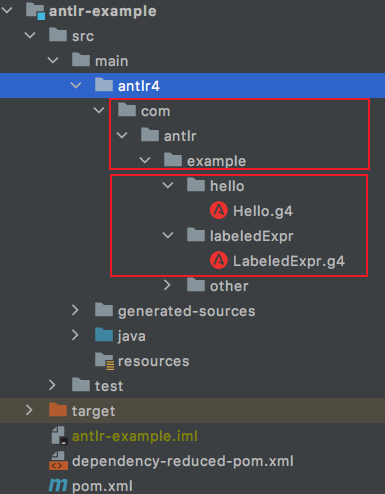 antlr-example
src
main
antlr4
com
antlr
example
hello
Hello.g4
labeledExpr
LabeledExpr.g4
other
generated-sources
java
resources
test
target
antlr-example.iml
dependency-reduced-pom.xml
pom.xml